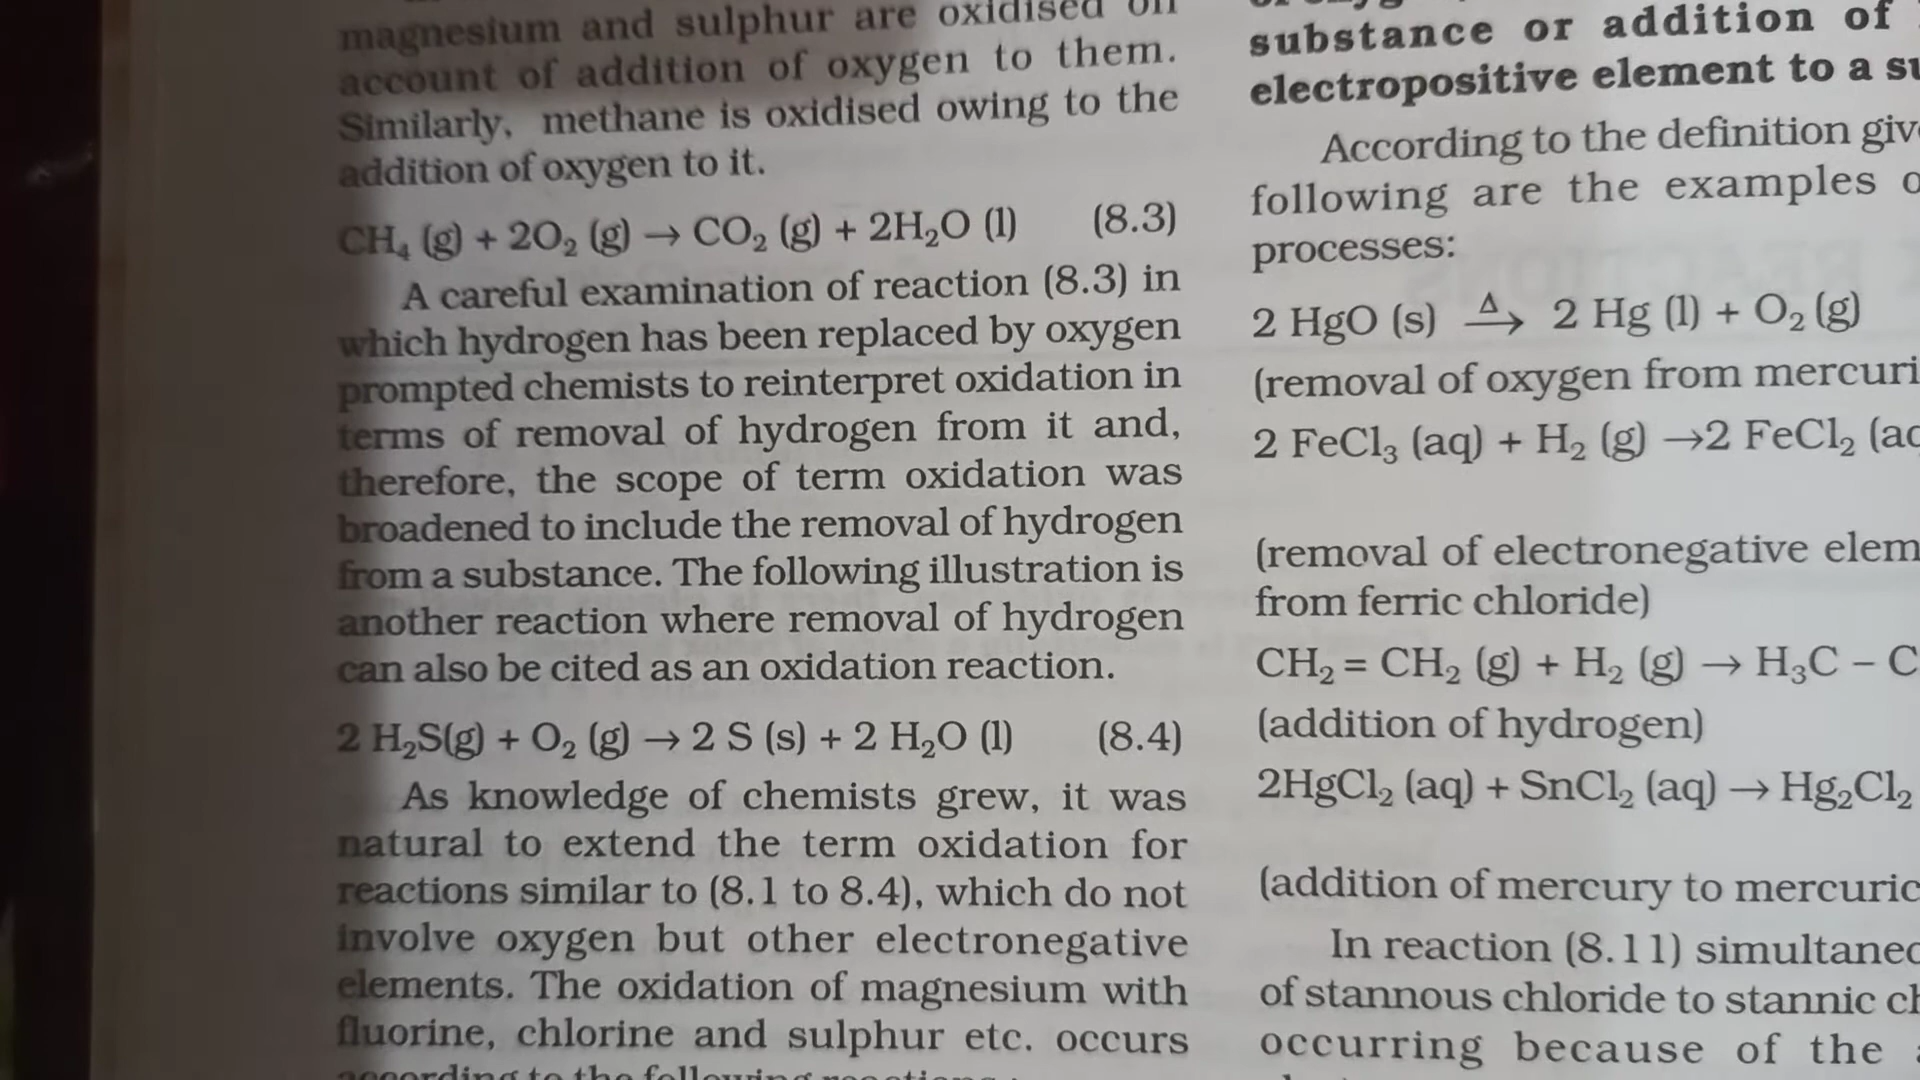 magnesium and sulphur are oxidised on
account of addition of oxygen to them.
Similarly, methane is oxidised owing to the
addition of oxygen to it.
CH₄ (g) + 2O₂ (g) → CO₂ (g) + 2H₂O (l) (8.3)
A careful examination of reaction (8.3) in
which hydrogen has been replaced by oxygen
prompted chemists to reinterpret oxidation in
terms of removal of hydrogen from it and,
therefore, the scope of term oxidation was
broadened to include the removal of hydrogen
from a substance. The following illustration is
another reaction where removal of hydrogen
can also be cited as an oxidation reaction.
2 H₂S(g) + O₂ (g) → 2 S (s) + 2 H₂O (l) (8.4)
As knowledge of chemists grew, it was
natural to extend the term oxidation for
reactions similar to (8.1 to 8.4), which do not
involve oxygen but other electronegative
elements. The oxidation of magnesium with
fluorine, chlorine and sulphur etc. occurs
according to the following reactions :
substance or addition of
electropositive element to a
According to the definition
following are the examples
processes:
2 HgO (s) Δ→ 2 Hg (l) + O₂ (g)
(removal of oxygen from
2 FeCl₃ (aq) + H₂ (g) →2 FeCl₂
(removal of electronegative
from ferric chloride)
CH₂ = CH₂ (g) + H₂ (g) → H₃C – C
(addition of hydrogen)
2HgCl₂ (aq) + SnCl₂ (aq) → Hg₂Cl₂
(addition of mercury to mercuric
In reaction (8.11)
of stannous chloride to stannic
occurring because of the